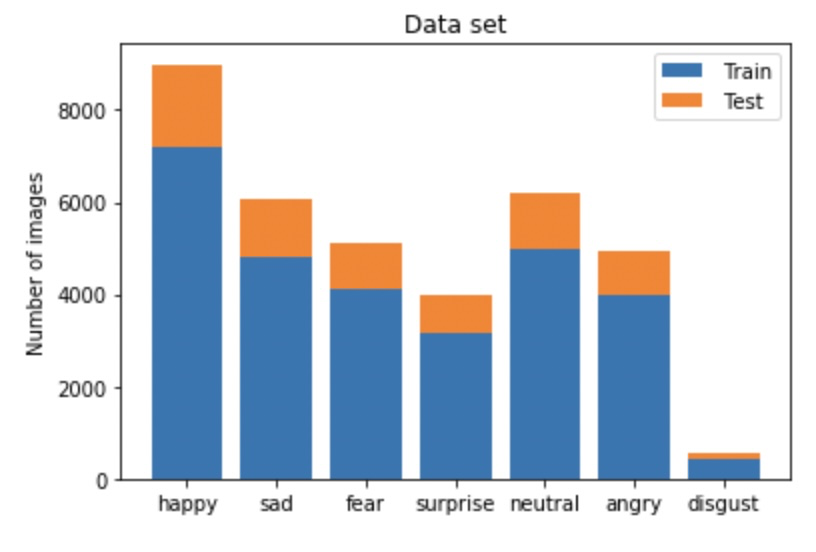 Data set
Train
Test
Number of images
8000
6000
4000
2000
0
happy sad fear surprise neutral angry disgust